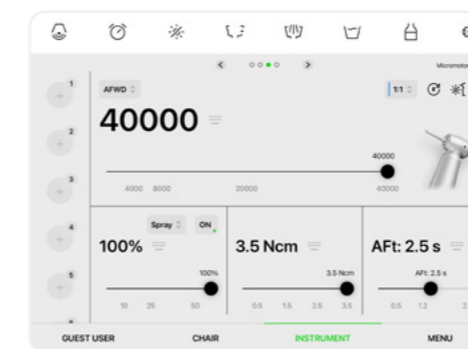 Micromotor
1
AFWD
1:1
40000
2
40000
3
4000 8000 20000 40000
4
Spray ON
100% 3.5 Ncm AFt: 2.5 s
5
100% 3.5 Ncm AFt: 2.5 s
10 25 50 0.5 1.5 2.5 3.5 0.5 1.2
GUEST USER CHAIR INSTRUMENT MENU